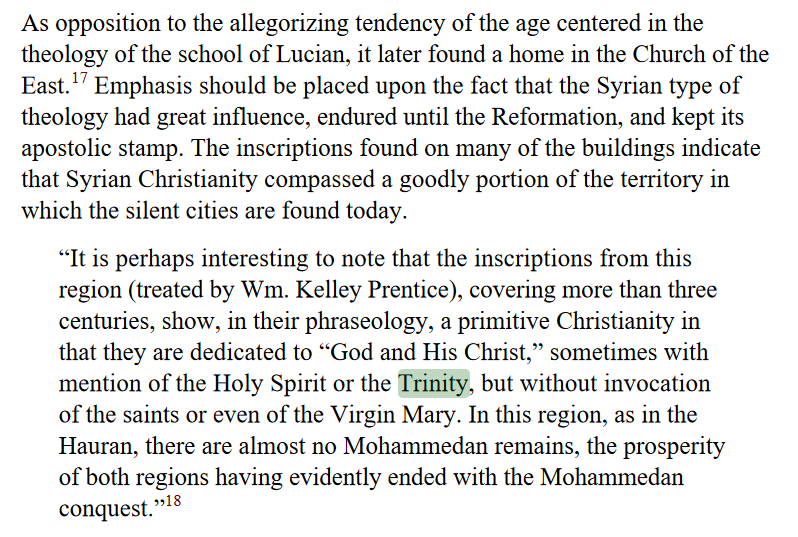 As opposition to the allegorizing tendency of the age centered in the
theology of the school of Lucian, it later found a home in the Church of the
East.17 Emphasis should be placed upon the fact that the Syrian type of
theology had great influence, endured until the Reformation, and kept its
apostolic stamp. The inscriptions found on many of the buildings indicate
that Syrian Christianity compassed a goodly portion of the territory in
which the silent cities are found today.
“It is perhaps interesting to note that the inscriptions from this
region (treated by Wm. Kelley Prentice), covering more than three
centuries, show, in their phraseology, a primitive Christianity in
that they are dedicated to “God and His Christ,” sometimes with
mention of the Holy Spirit or the Trinity, but without invocation
of the saints or even of the Virgin Mary. In this region, as in the
Hauran, there are almost no Mohammedan remains, the prosperity
of both regions having evidently ended with the Mohammedan
conquest.”18